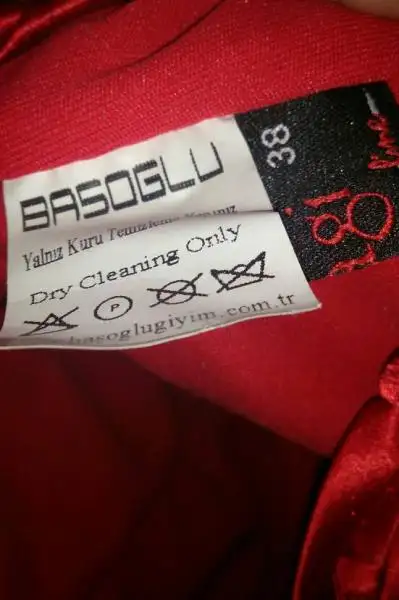 BASOGLU
Yalnız Kuru Temizleme Yapınız
Dry Cleaning Only
P
basoglugiyim.com.tr
38